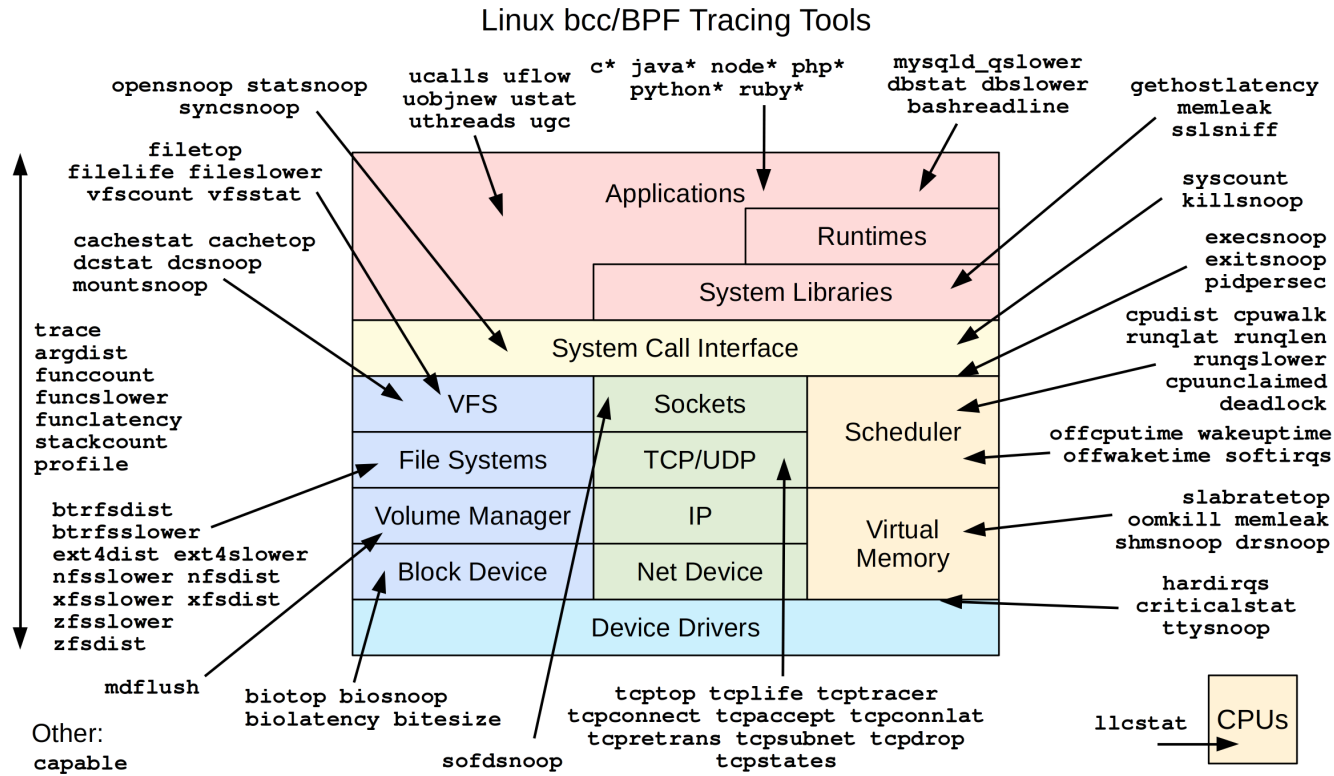 Linux bcc/BPF Tracing Tools
opensnoop statsnoop
syncsnoop
ucalls uflow
uobjnew ustat
uthreads ugc
c* java* node* php*
python* ruby*
mysqld_qslower
dbstat dbslower
bashreadline
gethostlatency
memleak
sslsniff
filetop
filelife fileslower
vfscount vfsstat
syscount
killsnoop
cachestat cachetop
dcstat dcsnoop
mountsnoop
execsnoop
exitsnoop
pidpersec
trace
argdist
funccount
funcslower
funclatency
stackcount
profile
cpudist cpuwalk
runqlat runqlen
runqslower
cpuunclaimed
deadlock
offcputime wakeuptime
offwaketime softirqs
btrfsdist
btrfsslower
ext4dist ext4slower
nfsslower nfsdist
xfsslower xfsdist
zfsslower
zfsdist
slabratetop
oomkill memleak
shmsnoop drsnoop
hardirqs
criticalstat
ttysnoop
Applications
Runtimes
System Libraries
System Call Interface
VFS
Sockets
Scheduler
File Systems
TCP/UDP
Volume Manager
IP
Virtual
Memory
Block Device
Net Device
Device Drivers
mdflush
biotop biosnoop
biolatency bitesize
sofdsnoop
tcptop tcplife tcptracer
tcpconnect tcpaccept tcpconnlat
tcpretrans tcpsubnet tcpdrop
tcpstates
llcstat
CPUs
Other:
capable